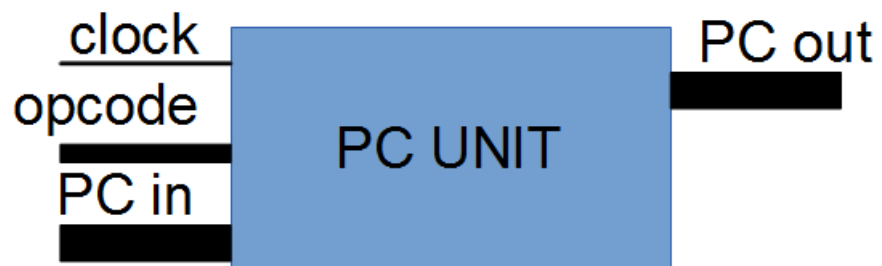 clock
opcode
PC in
PC UNIT
PC out